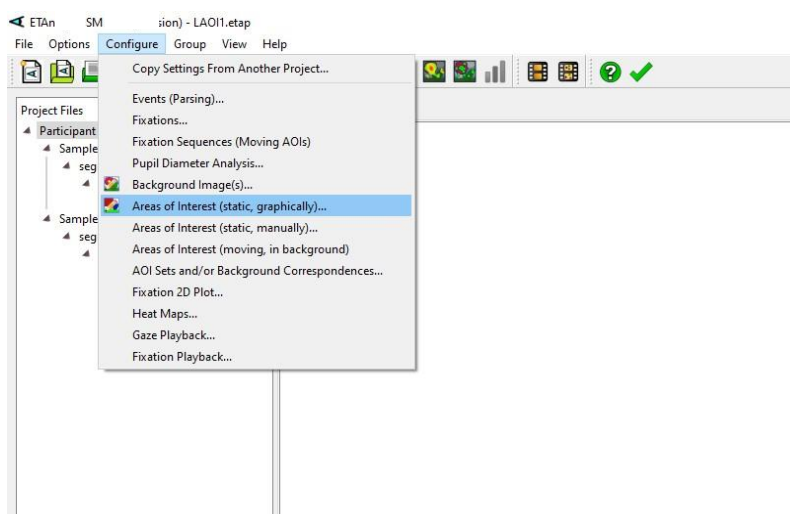 ETAn SM sion) - LAOI1.etap
File Options Configure Group View Help
Copy Settings From Another Project...
Project Files
Events (Parsing)...
Participant
Fixations...
Sample
Fixation Sequences (Moving AOIs)
seg
Pupil Diameter Analysis...
Background Image(s)...
Areas of Interest (static, graphically)...
Sample
Areas of Interest (static, manually)...
seg
Areas of Interest (moving, in background)
AOI Sets and/or Background Correspondences...
Fixation 2D Plot...
Heat Maps...
Gaze Playback...
Fixation Playback...